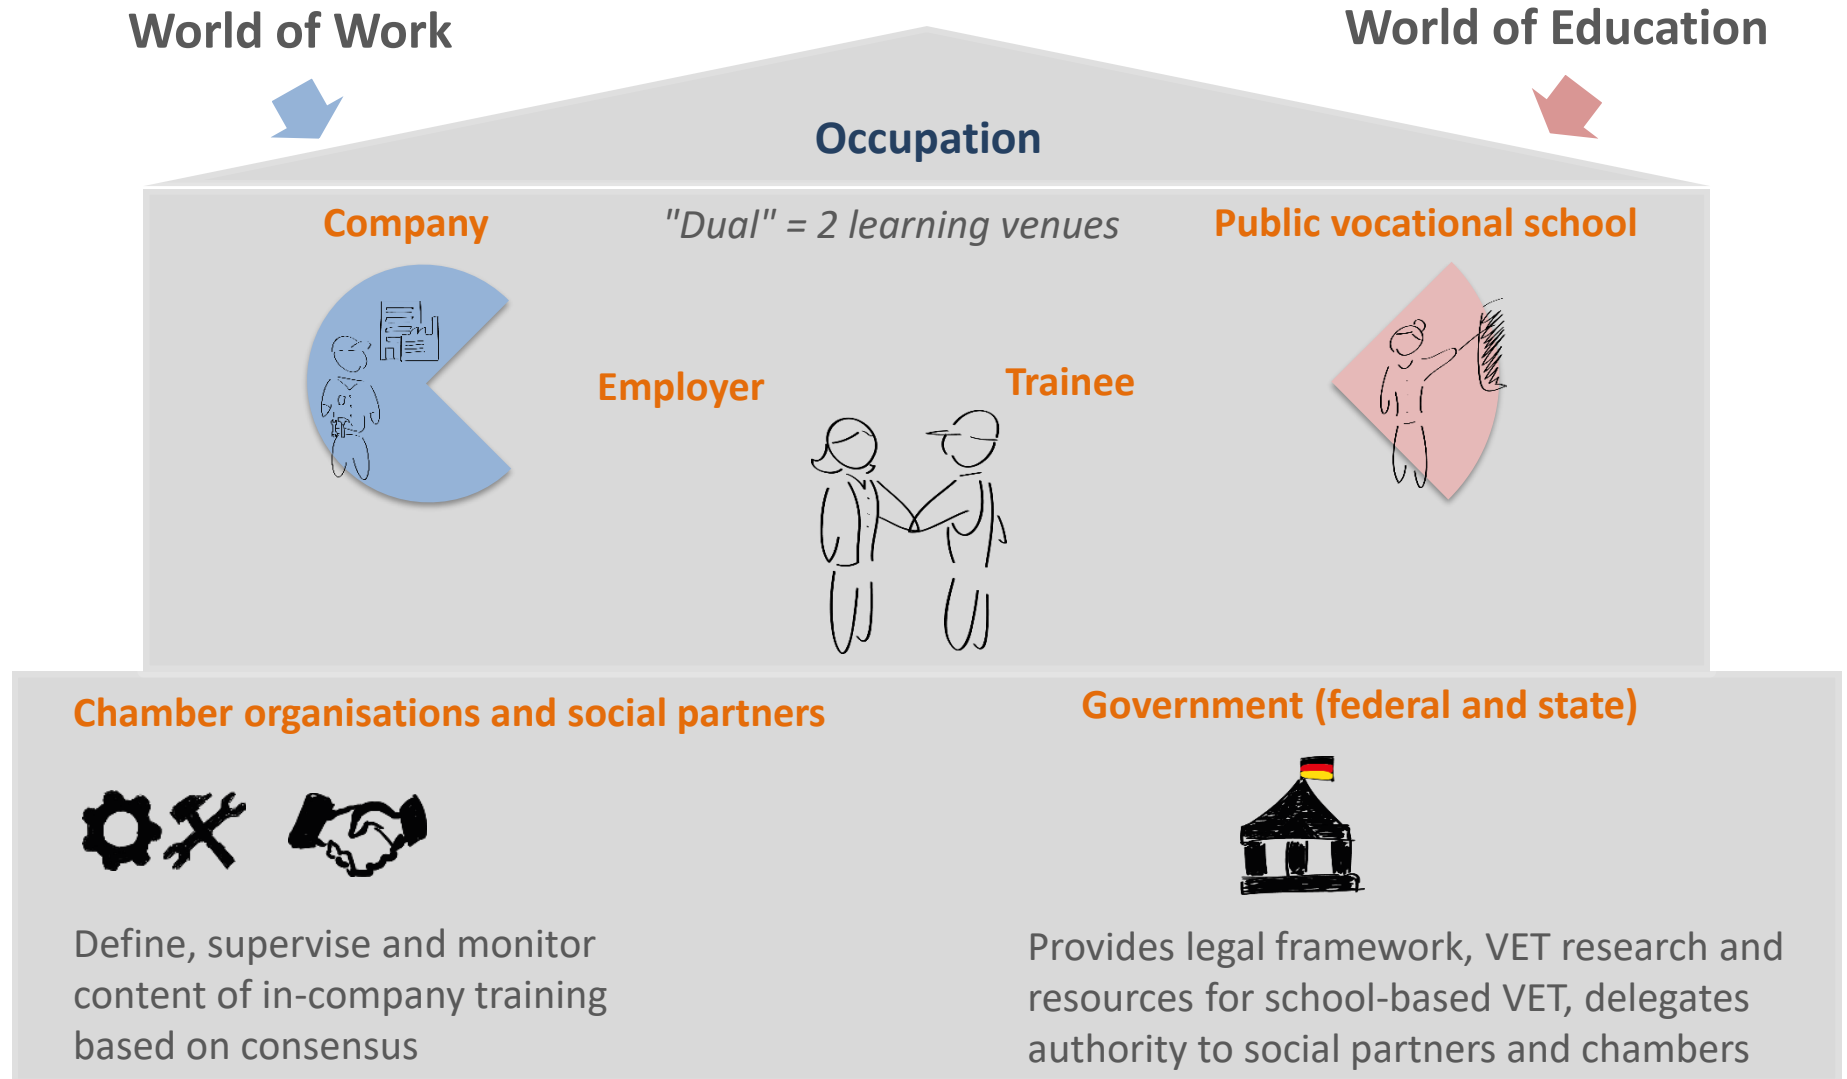 World of Work
World of Education
Occupation
Company
"Dual" = 2 learning venues
Public vocational school
Employer
Trainee
Chamber organisations and social partners
Government (federal and state)
Define, supervise and monitor
content of in-company training
based on consensus
Provides legal framework, VET research and
resources for school-based VET, delegates
authority to social partners and chambers